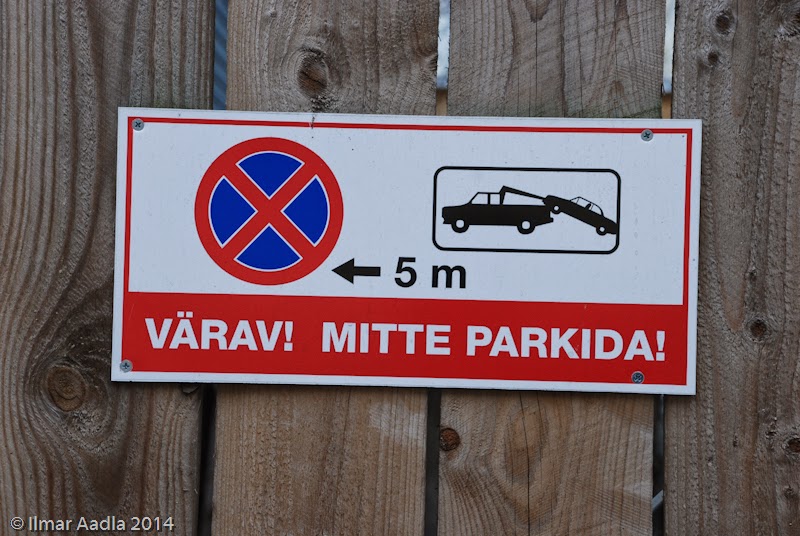 5 m
VÄRAV! MITTE PARKIDA!
© Ilmar Aadla 2014